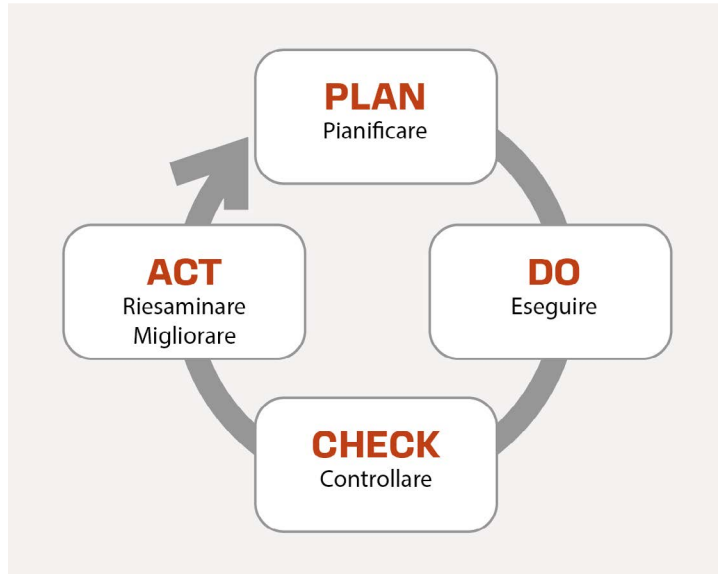 PLAN
Pianificare
ACT
Riesaminare
Migliorare
DO
Eseguire
CHECK
Controllare